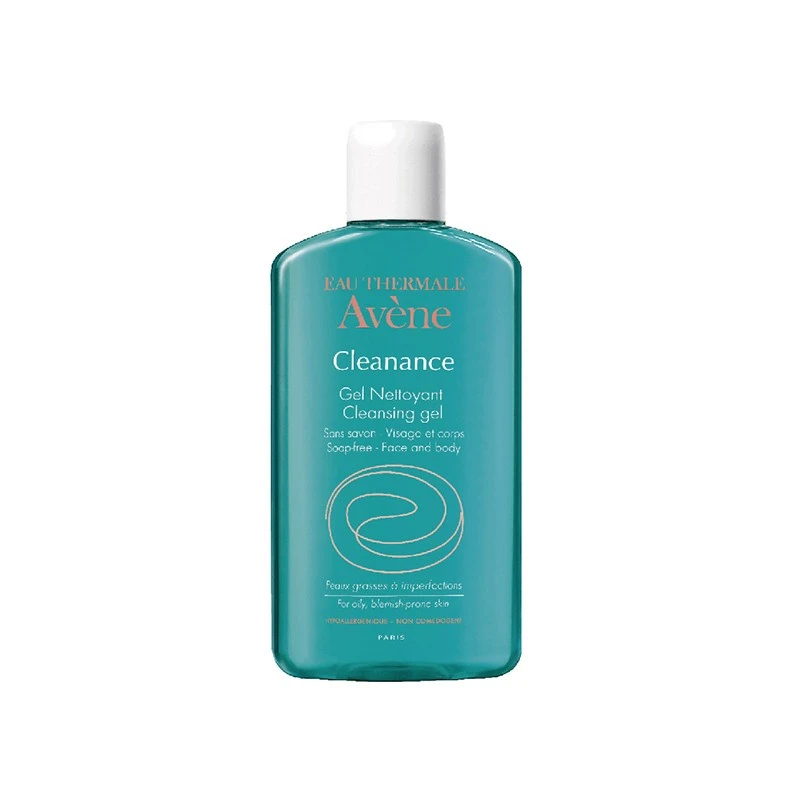 EAU THERMALE
Avène
Cleanance
Gel Nettoyant
Cleansing gel
Sans savon - Visage et corps
Soap-free - Face and body
Peaux grasses à imperfections
For oily, blemish-prone skin
HYPOALLERGENIQUE - NON COMEDOGENE
PARIS